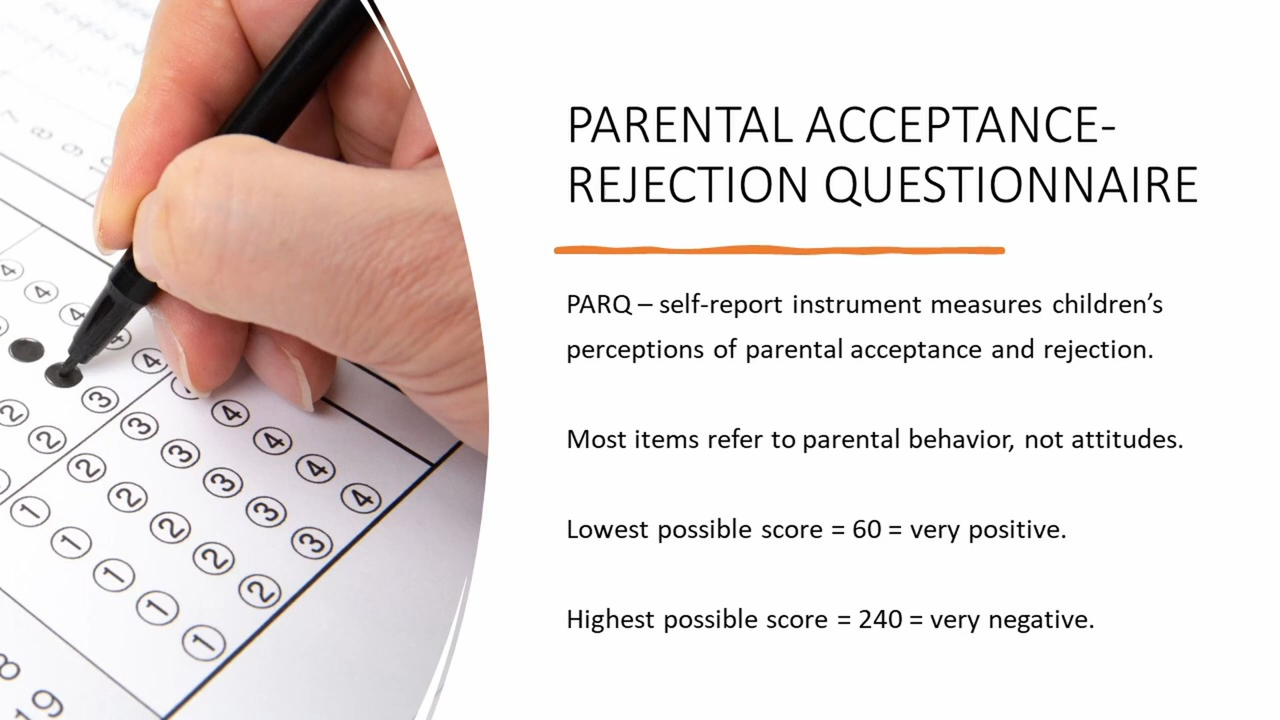 PARENTAL ACCEPTANCE-
REJECTION QUESTIONNAIRE
PARQ – self-report instrument measures children’s
perceptions of parental acceptance and rejection.
Most items refer to parental behavior, not attitudes.
Lowest possible score = 60 = very positive.
Highest possible score = 240 = very negative.